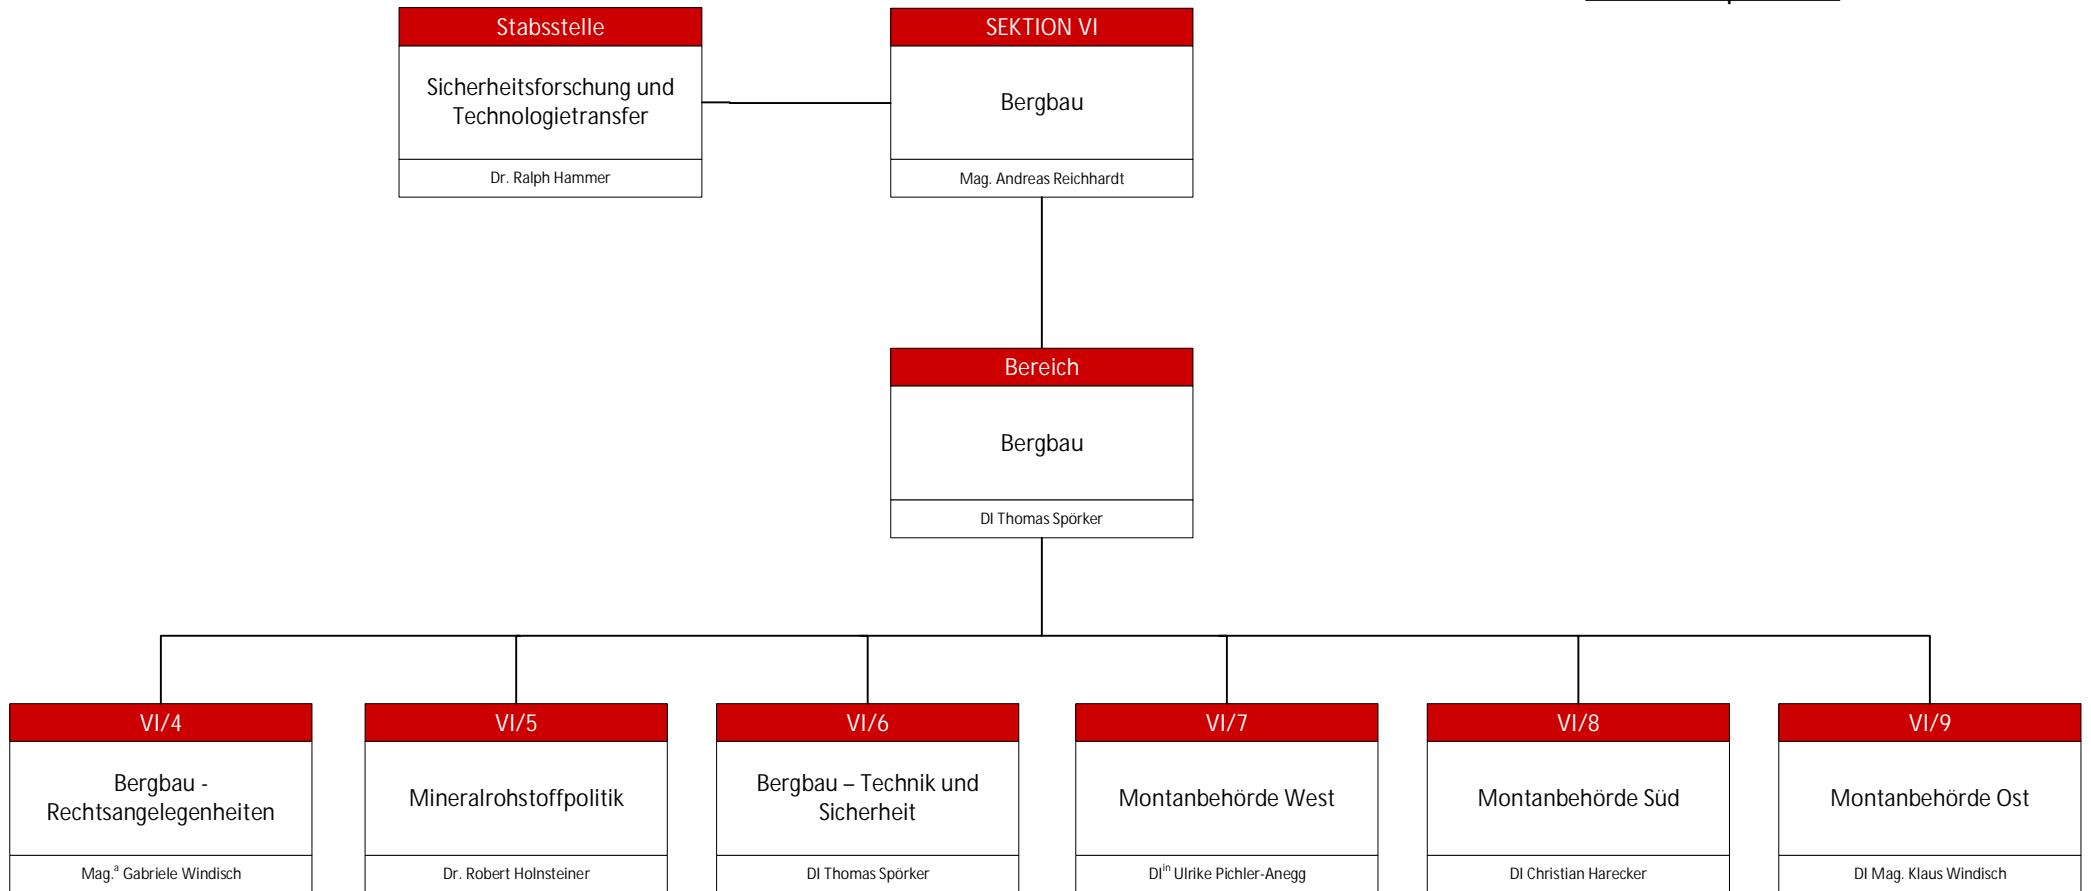 Stabsstelle
Sicherheitsforschung und
Technologietransfer
Dr. Ralph Hammer
SEKTION VI
Bergbau
Mag. Andreas Reichhardt
Bereich
Bergbau
DI Thomas Spörker
VI/4
Bergbau -
Rechtsangelegenheiten
Mag.ª Gabriele Windisch
VI/5
Mineralrohstoffpolitik
Dr. Robert Holnsteiner
VI/6
Bergbau – Technik und
Sicherheit
DI Thomas Spörker
VI/7
Montanbehörde West
DIⁱⁿ Ulrike Pichler-Anegg
VI/8
Montanbehörde Süd
DI Christian Harecker
VI/9
Montanbehörde Ost
DI Mag. Klaus Windisch